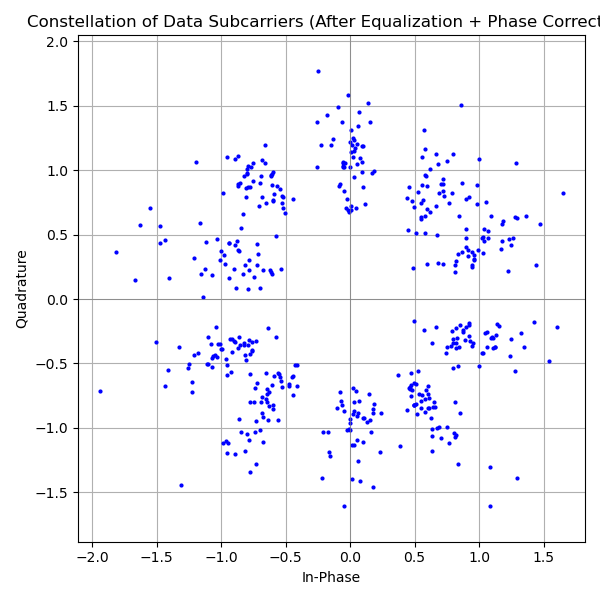 Constellation of Data Subcarriers (After Equalization + Phase Correct
2.0
1.5
1.0
0.5
0.0
−0.5
−1.0
−1.5
Quadrature
−2.0 −1.5 −1.0 −0.5 0.0 0.5 1.0 1.5
In-Phase